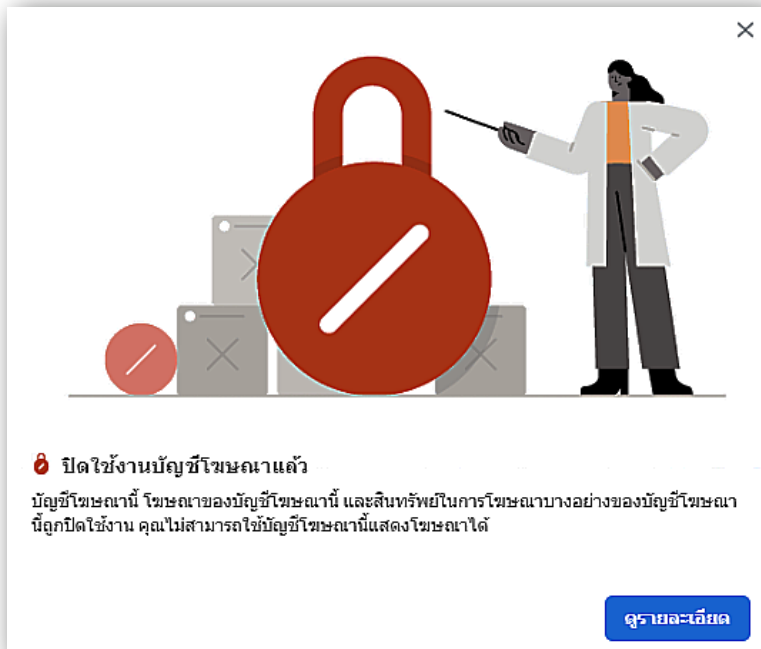 ปิดใช้งานบัญชีโฆษณาแล้ว
บัญชีโฆษณานี้ โฆษณาของบัญชีโฆษณานี้ และสินทรัพย์ในการโฆษณาบางอย่างของบัญชีโฆษณา
นี้ถูกปิดใช้งาน คุณไม่สามารถใช้บัญชีโฆษณานี้แสดงโฆษณาได้
ดูรายละเอียด